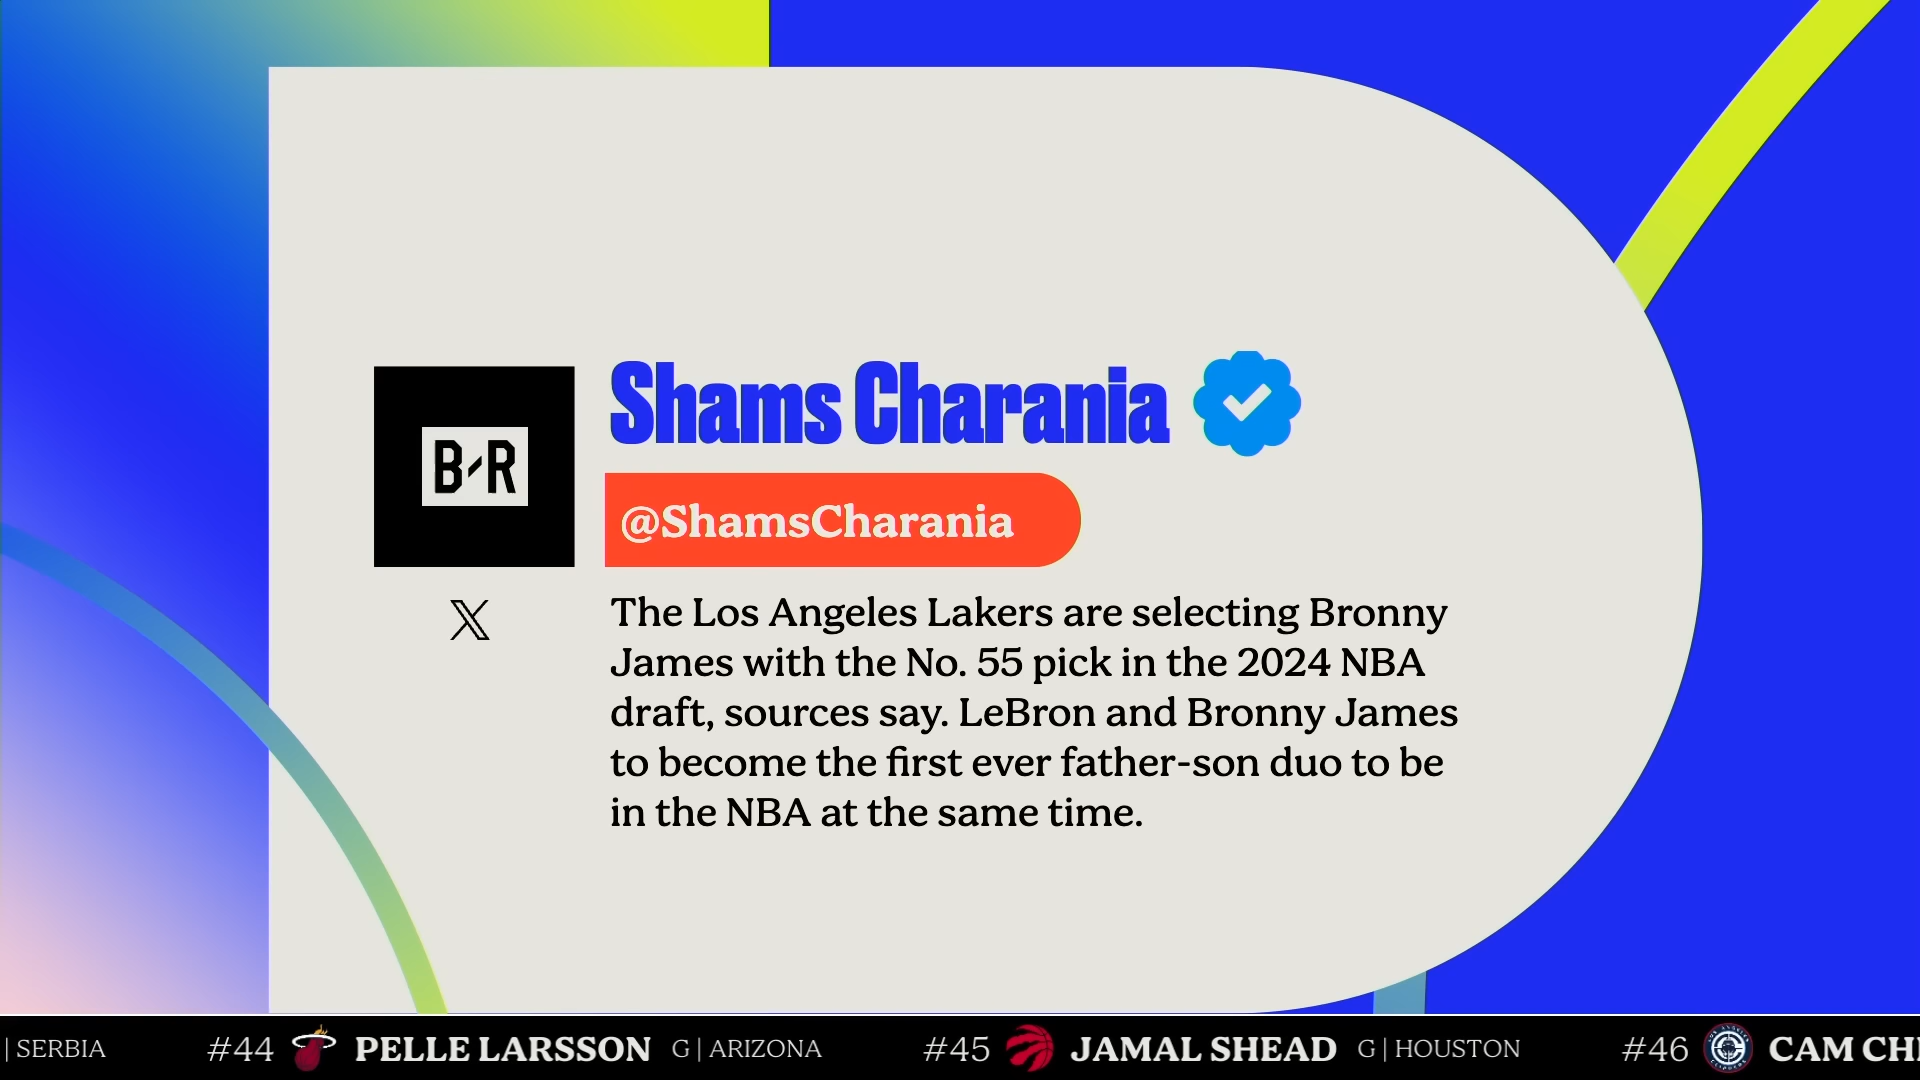 B/R
Shams Charania
@ShamsCharania
The Los Angeles Lakers are selecting Bronny
James with the No. 55 pick in the 2024 NBA
draft, sources say. LeBron and Bronny James
to become the first ever father-son duo to be
in the NBA at the same time.
| SERBIA #44 PELLE LARSSON G | ARIZONA #45 JAMAL SHEAD G | HOUSTON #46 CAM